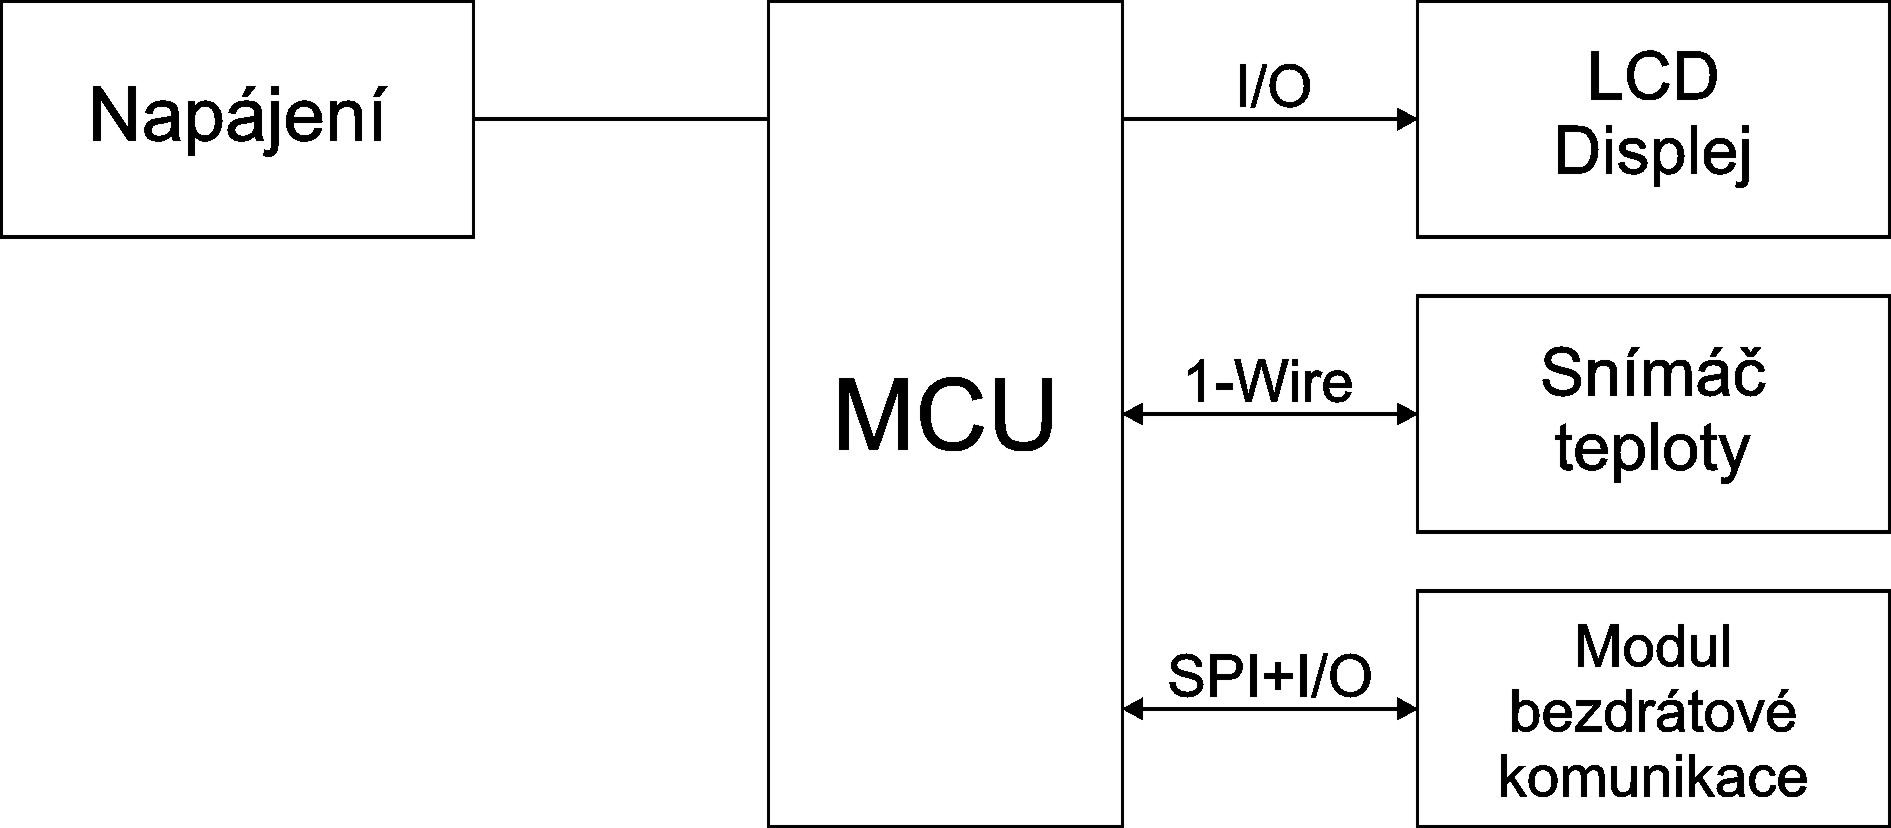 Napájení
MCU
I/O
LCD
Displej
1-Wire
Snímáč
teploty
SPI+I/O
Modul
bezdrátové
komunikace